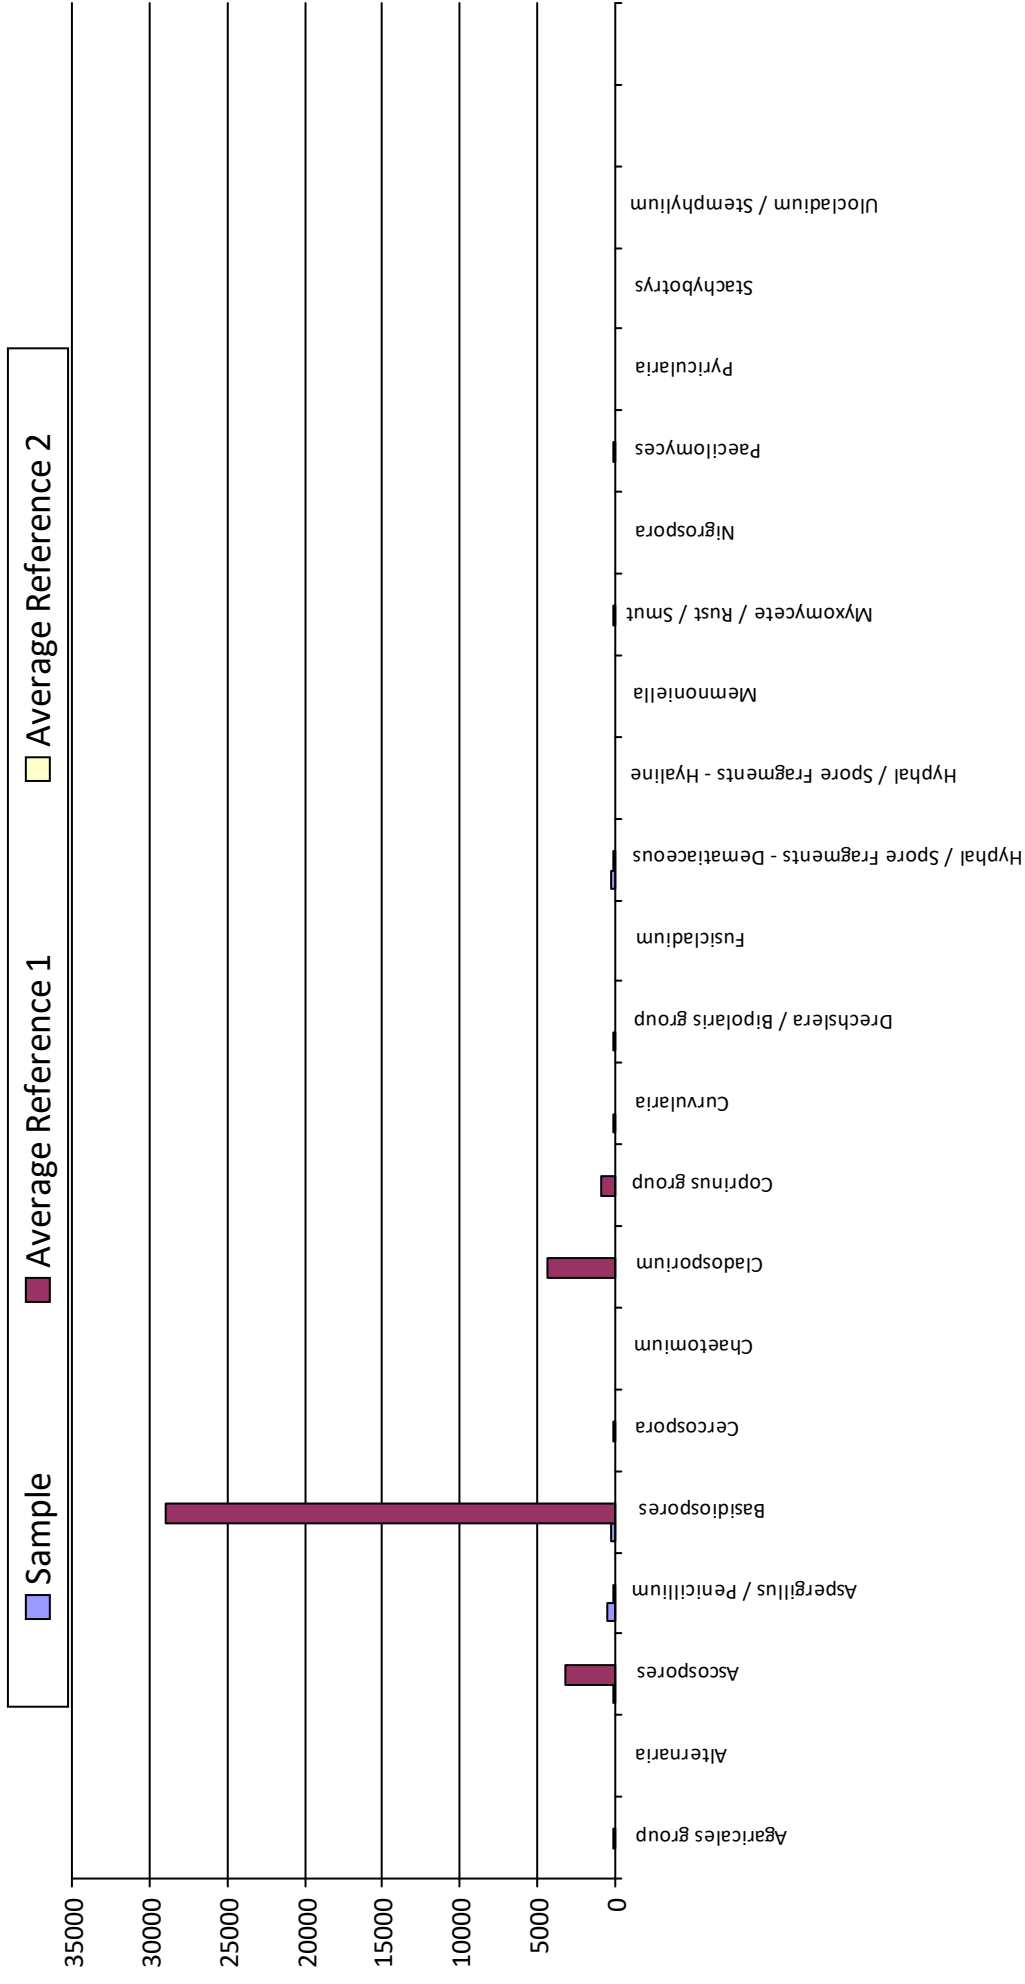 Sample
Average Reference 1
Average Reference 2
35000
30000
25000
20000
15000
10000
5000
0
Agaricales group
Alternaria
Ascospores
Aspergillus / Penicillium
Basidiospores
Cercospora
Chaetomium
Cladosporium
Coprinus group
Curvularia
Drechslera / Bipolaris group
Fusicladium
Hyphal / Spore Fragments - Dematiaceous
Hyphal / Spore Fragments - Hyaline
Memnoniella
Myxomycete / Rust / Smut
Nigrospora
Paecilomyces
Pyricularia
Stachybotrys
Ulocladium / Stemphylium